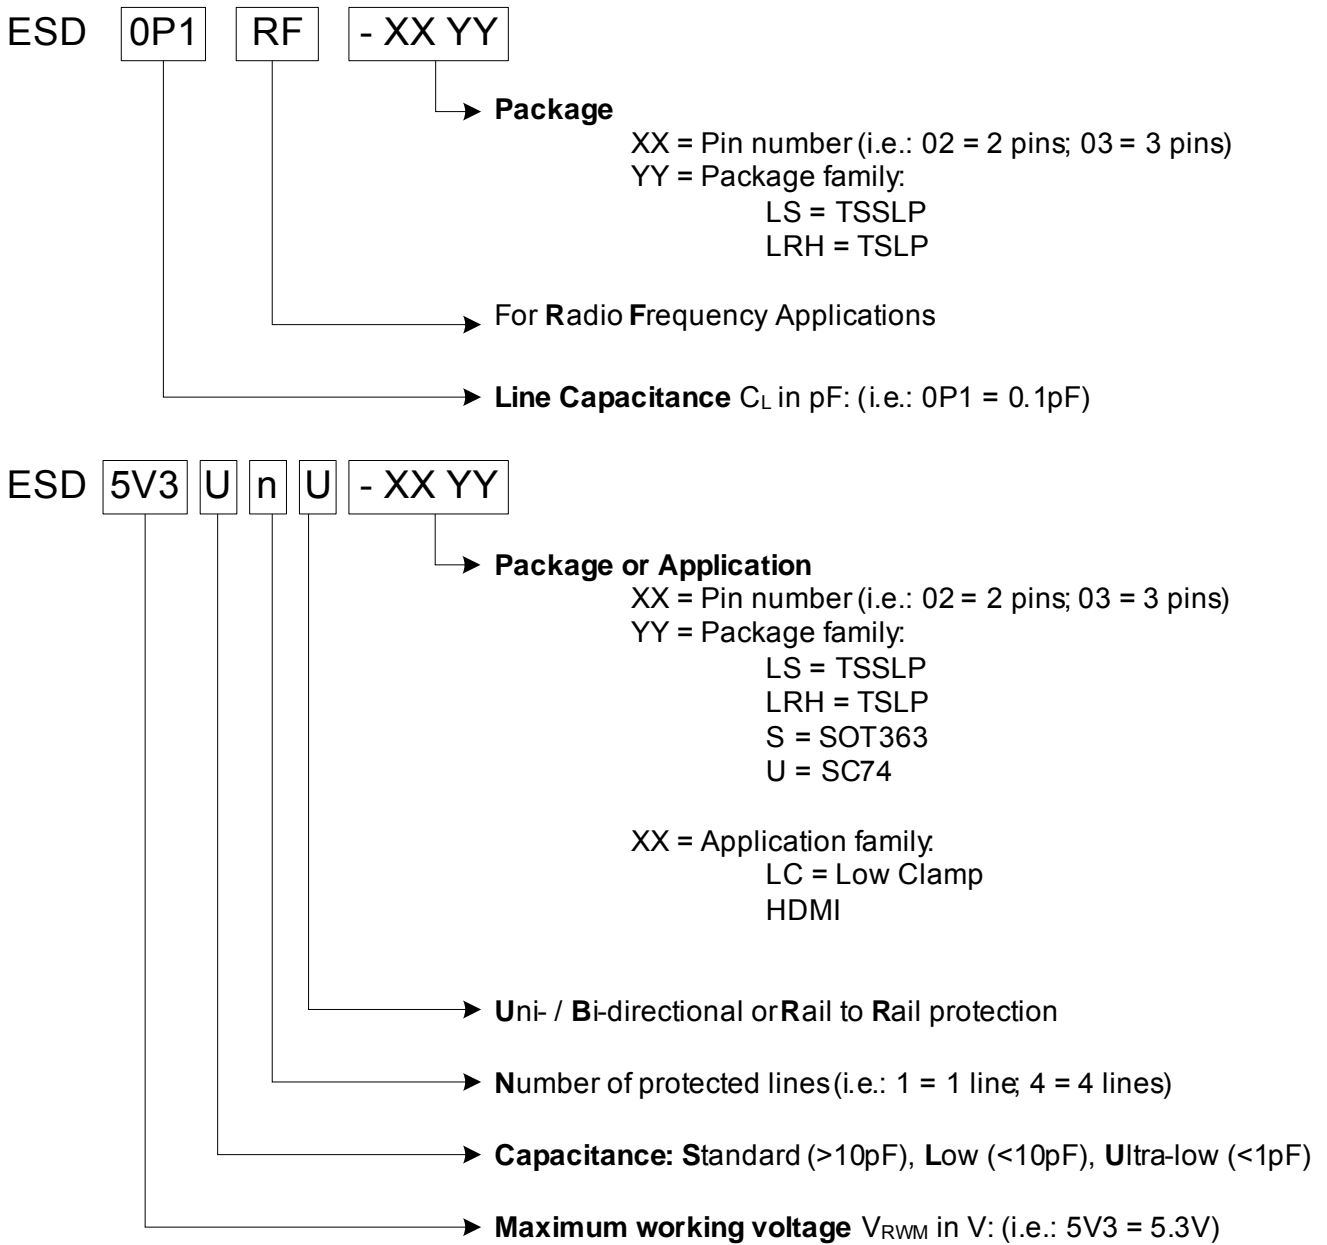 ESD 0P1 RF - XX YY
Package
XX = Pin number (i.e.: 02 = 2 pins; 03 = 3 pins)
YY = Package family:
LS = TSSLP
LRH = TSLP
For Radio Frequency Applications
Line Capacitance CL in pF: (i.e.: 0P1 = 0.1pF)
ESD 5V3 U n U - XX YY
Package or Application
XX = Pin number (i.e.: 02 = 2 pins; 03 = 3 pins)
YY = Package family:
LS = TSSLP
LRH = TSLP
S = SOT363
U = SC74
XX = Application family:
LC = Low Clamp
HDMI
Uni- / Bi-directional or Rail to Rail protection
Number of protected lines (i.e.: 1 = 1 line; 4 = 4 lines)
Capacitance: Standard (>10pF), Low (<10pF), Ultra-low (<1pF)
Maximum working voltage VRWM in V: (i.e.: 5V3 = 5.3V)